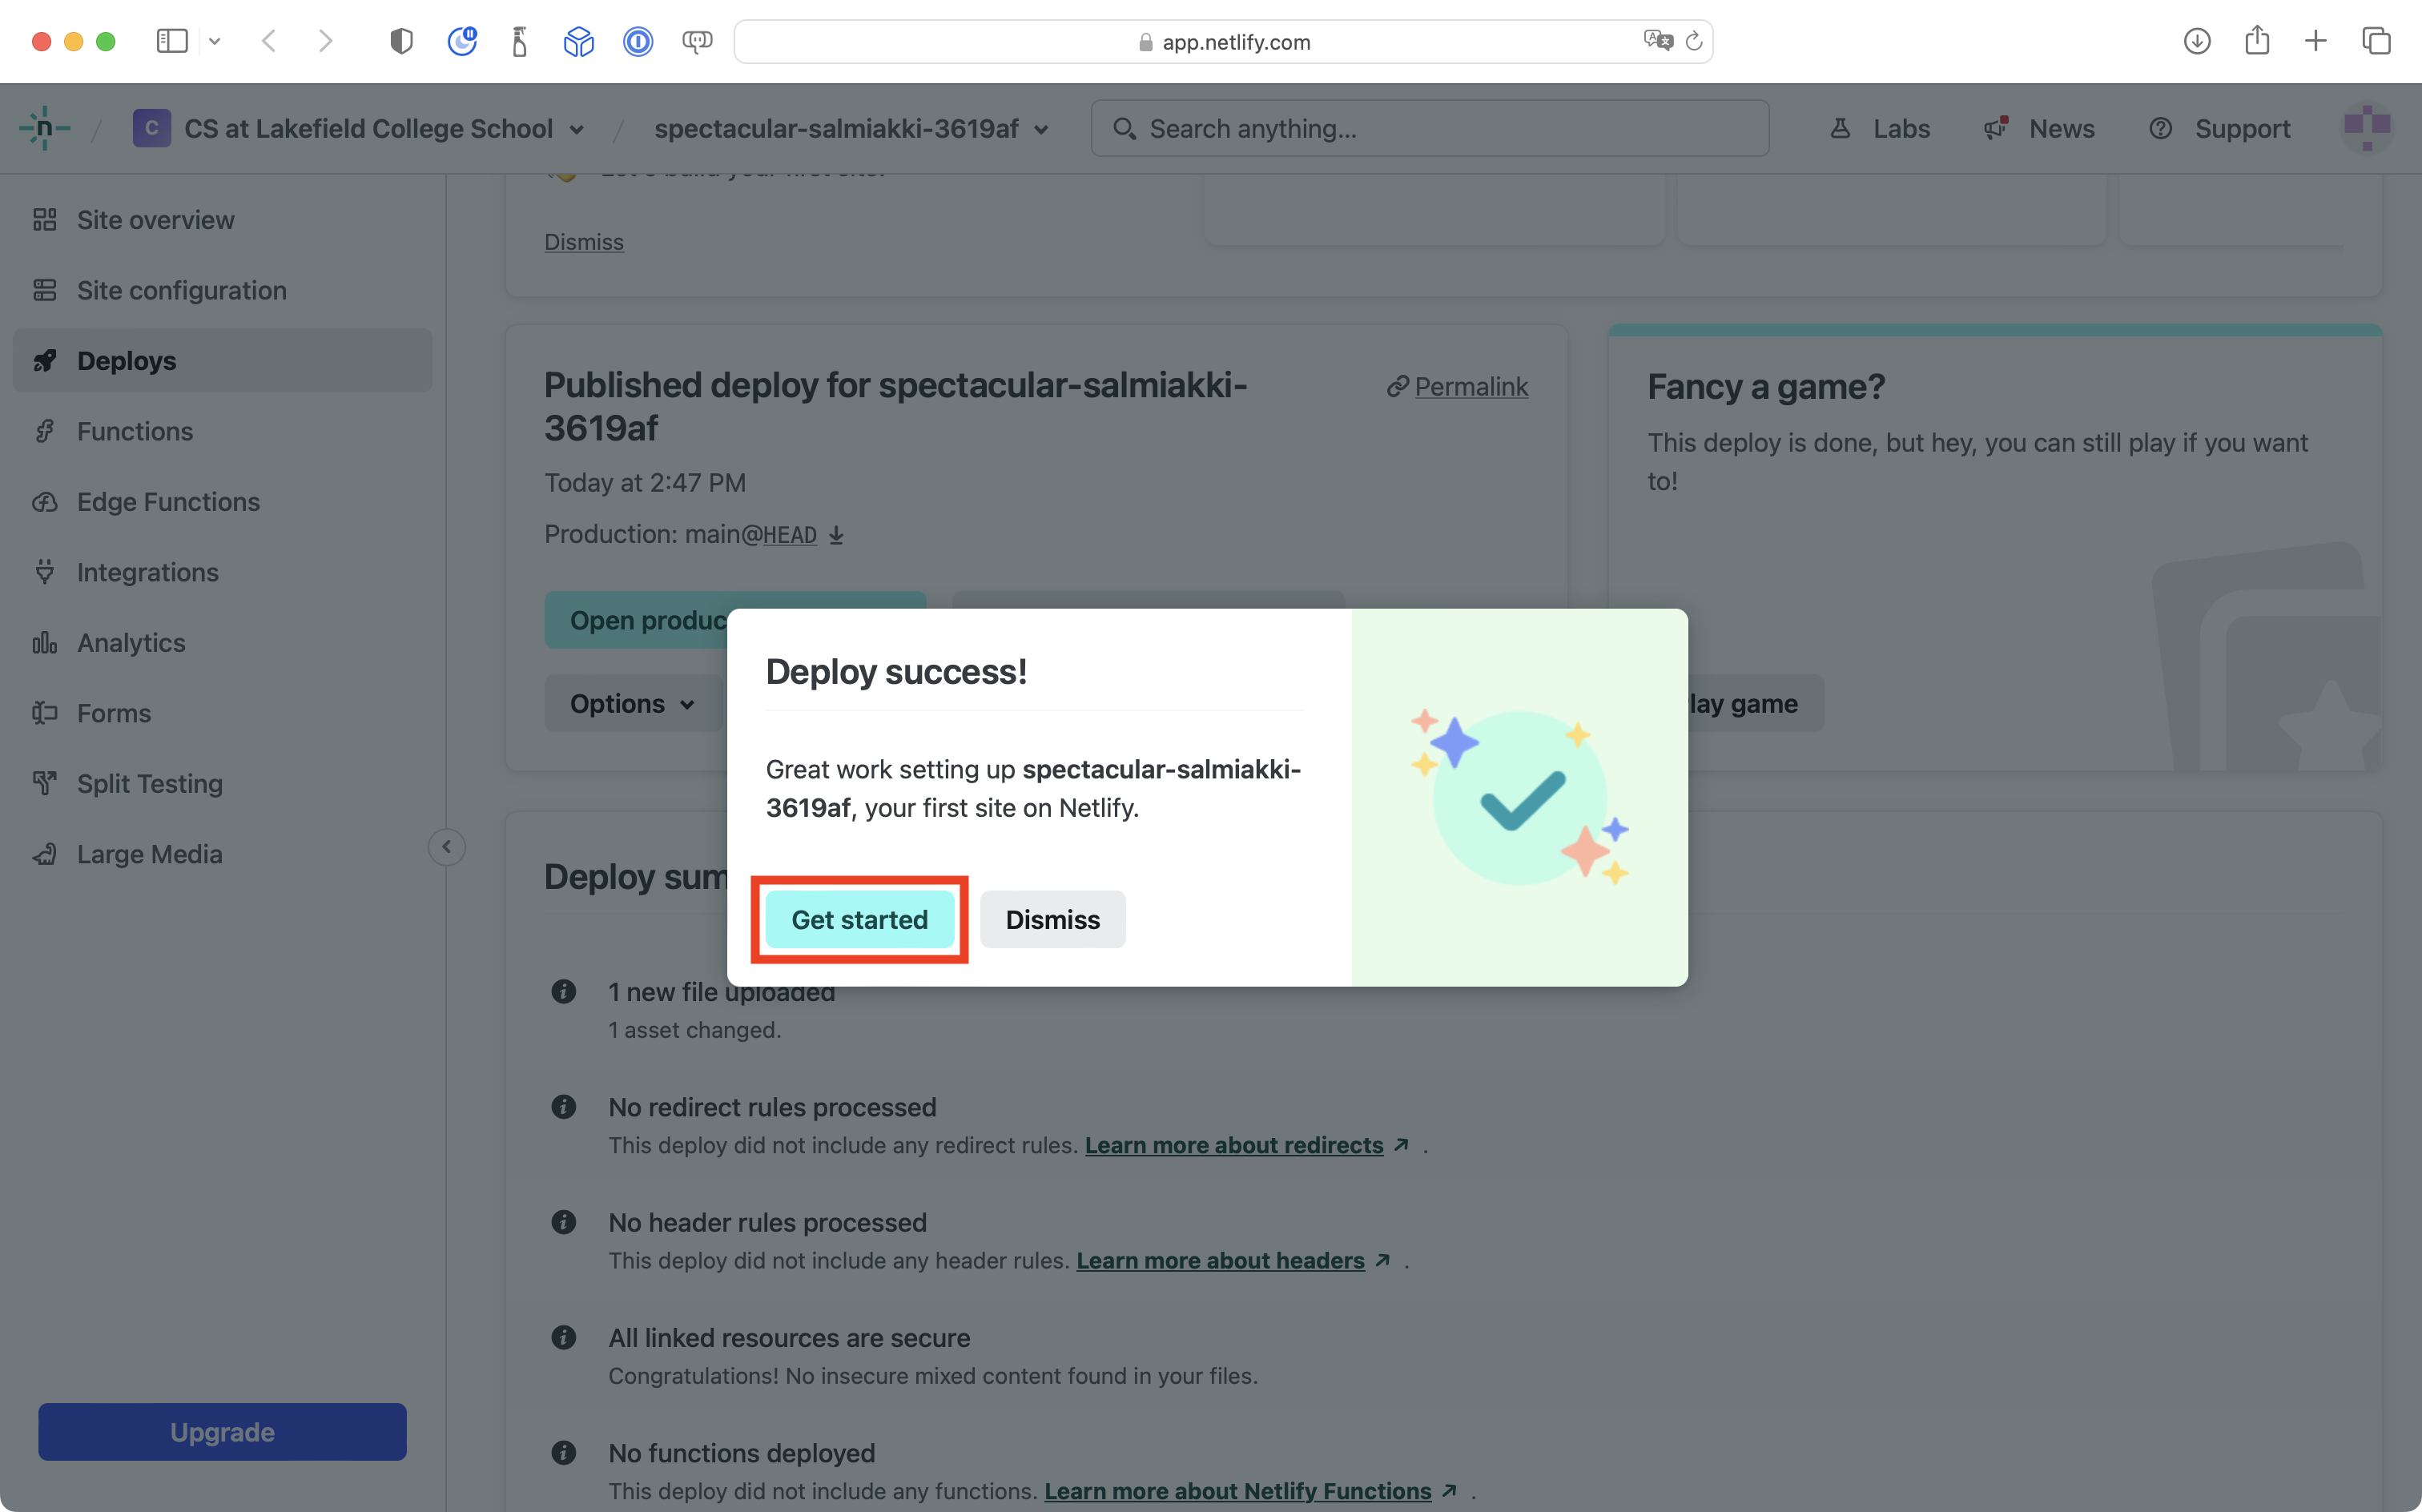 app.netlify.com
CS at Lakefield College School
spectacular-salmiakki-3619af
Search anything...
Labs
News
Support
Site overview
Site configuration
Deploys
Functions
Edge Functions
Integrations
Analytics
Forms
Split Testing
Large Media
Upgrade
Let's build your first site!
Dismiss
Published deploy for spectacular-salmiakki-
3619af
Permalink
Today at 2:47 PM
Production: main@HEAD
Open produc
Options
Fancy a game?
This deploy is done, but hey, you can still play if you want
to!
lay game
Deploy success!
Great work setting up spectacular-salmiakki-
3619af, your first site on Netlify.
Get started
Dismiss
Deploy sum
1 new file uploaded
1 asset changed.
No redirect rules processed
This deploy did not include any redirect rules. Learn more about redirects ↗ .
No header rules processed
This deploy did not include any header rules. Learn more about headers ↗ .
All linked resources are secure
Congratulations! No insecure mixed content found in your files.
No functions deployed
This deploy did not include any functions. Learn more about Netlify Functions ↗ .